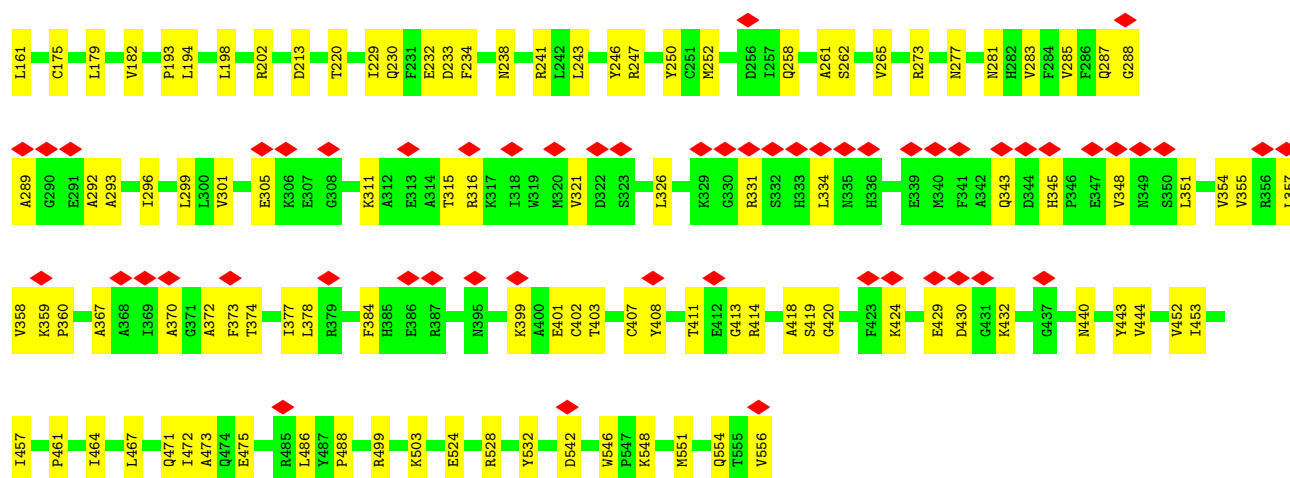 L161 C175 L179 V182 P193 L194 L198 R202 D213 T220 I229 Q230 F231 E232 D233 F234 N238 R241 L242 L243 Y246 R247 Y250 C251 M252 D256 I257 Q258 A261 S262 V265 R273 N277 N281 H282 V283 F284 V285 F286 Q287 G288
A289 G290 E291 A292 A293 I296 L299 L300 V301 E305 K306 E307 G308 K311 A312 E313 A314 T315 R316 K317 I318 W319 M320 V321 D322 S323 L326 K329 G330 R331 S332 H333 L334 N335 H336 E339 M340 F341 A342 Q343 D344 H345 P346 E347 V348 N349 S350 L351 V354 V355 R356 L357
V358 K359 P360 A367 A368 I369 A370 G371 A372 F373 T374 I377 L378 R379 F384 H385 E386 R387 N395 K399 A400 E401 C402 T403 C407 Y408 T411 E412 G413 R414 A418 S419 G420 F423 K424 E429 D430 G431 K432 G437 N440 Y443 V444 V452 I453
I457 P461 I464 L467 Q471 I472 A473 Q474 E475 R485 L486 Y487 P488 R499 K503 E524 R528 Y532 D542 W546 P547 K548 M551 Q554 T555 V556